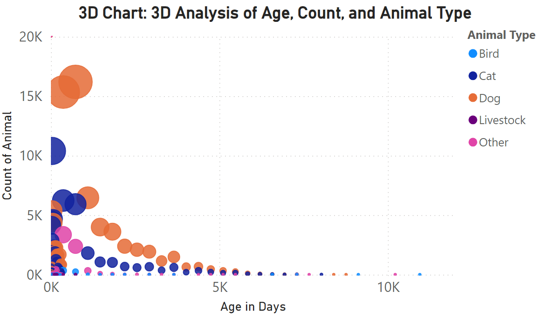 3D Chart: 3D Analysis of Age, Count, and Animal Type
Animal Type
Bird
Cat
Dog
Livestock
Other
Count of Animal
20K
15K
10K
5K
0K
0K
5K
10K
Age in Days